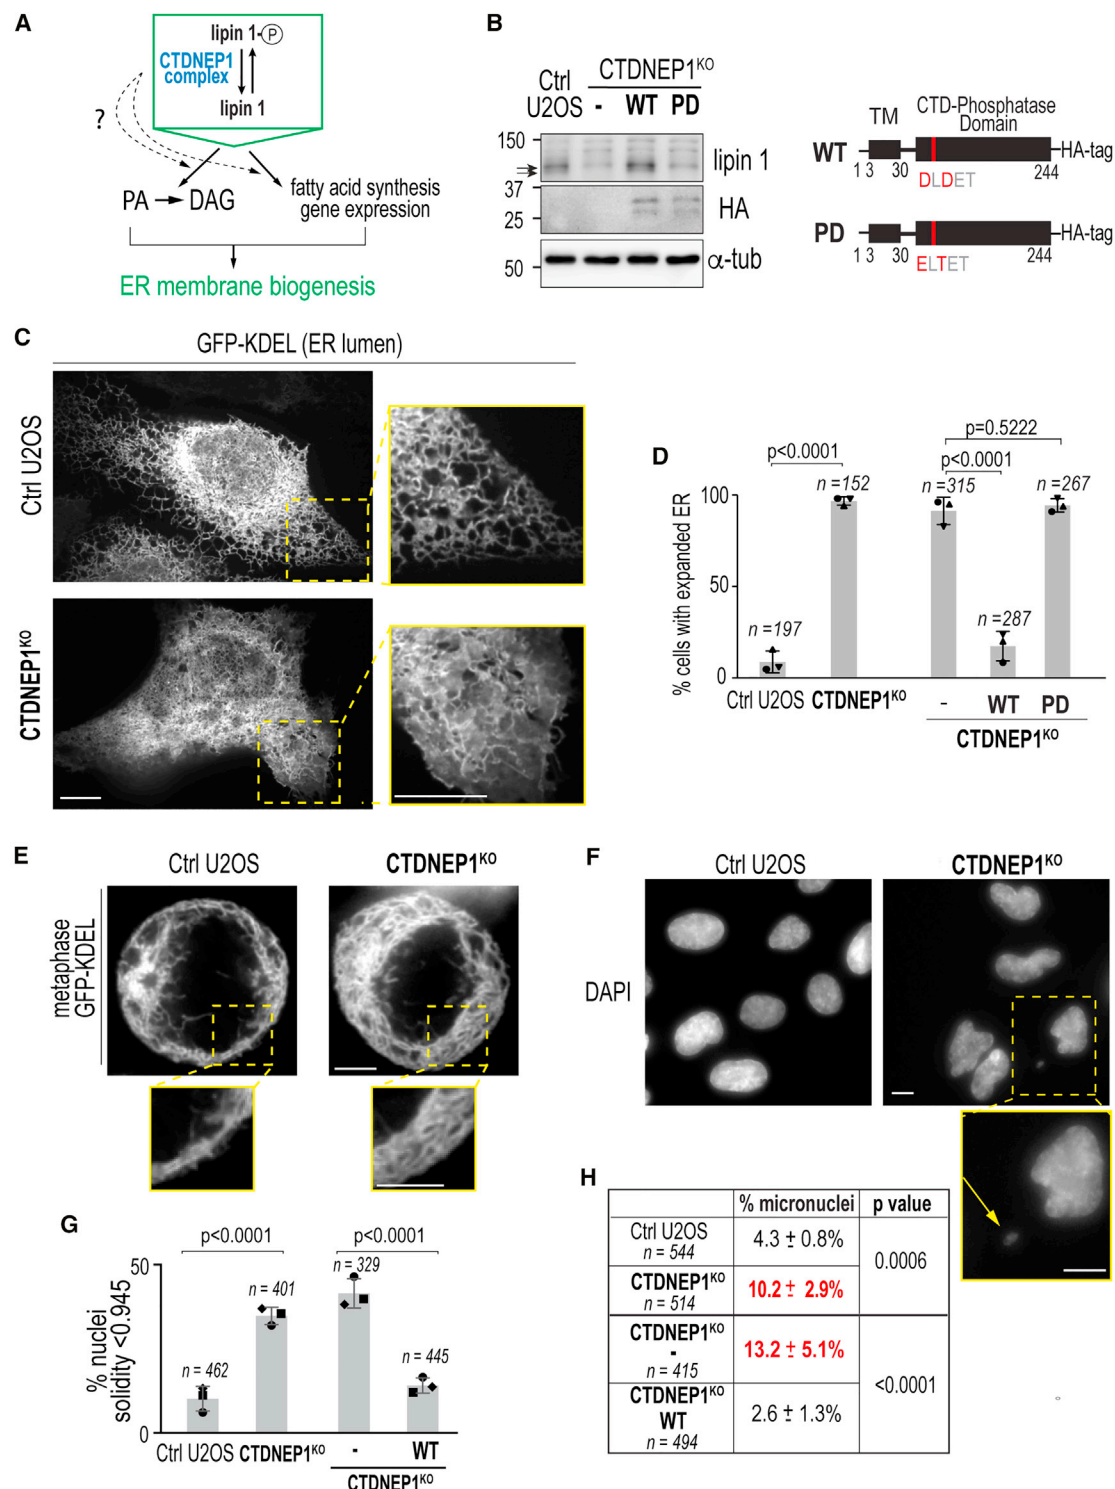 A
lipin 1-P
CTDNEP1
complex
lipin 1
?
PA
DAG
fatty acid synthesis
gene expression
ER membrane biogenesis
B
Ctrl
U2OS
CTDNEP1KO
-
WT
PD
150
lipin 1
37
25
HA
50
α-tub
TM
CTD-Phosphatase
Domain
WT
HA-tag
1 3 30 244
DLDET
PD
HA-tag
1 3 30 244
ELTET
C
GFP-KDEL (ER lumen)
Ctrl U2OS
CTDNEP1KO
D
% cells with expanded ER
100
50
0
p<0.0001
p=0.5222
p<0.0001
n =197
n =152
n =315
n =287
n =267
Ctrl U2OS CTDNEP1KO
- WT PD
CTDNEP1KO
E
Ctrl U2OS
CTDNEP1KO
metaphase
GFP-KDEL
F
Ctrl U2OS
CTDNEP1KO
DAPI
G
% nuclei
solidity <0.945
50
0
p<0.0001
p<0.0001
n = 462
n = 401
n = 329
n = 445
Ctrl U2OS CTDNEP1KO
- WT
CTDNEP1KO
H
% micronuclei p value
Ctrl U2OS
n = 544
4.3 ± 0.8%
0.0006
CTDNEP1KO
n = 514
10.2 ± 2.9%
CTDNEP1KO
-
n = 415
13.2 ± 5.1%
<0.0001
CTDNEP1KO
WT
n = 494
2.6 ± 1.3%